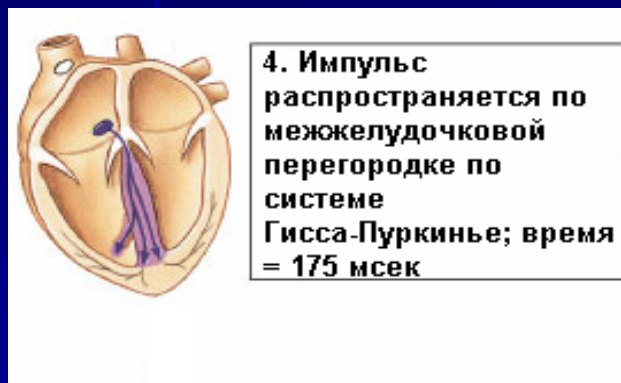 4. Импульс
распространяется по
межжелудочковой
перегородке по
системе
Гисса-Пуркинье; время
= 175 мсек